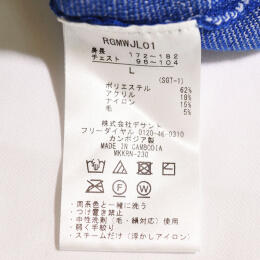 RGMWJL01
身長 172～182
チェスト 96～104
L
(SGT-1)
ポリエステル 62%
アクリル 18%
ナイロン 15%
毛 5%
株式会社デサント
フリーダイヤル 0120-46-0310
カンボジア製
MADE IN CAMBODIA
MKKRN-230
F W
・同系色と一緒に洗う
・つけ置き禁止
・中性洗剤(毛・絹対応)使用
・弱く手絞り
・スチームだけ(浮かしアイロン)